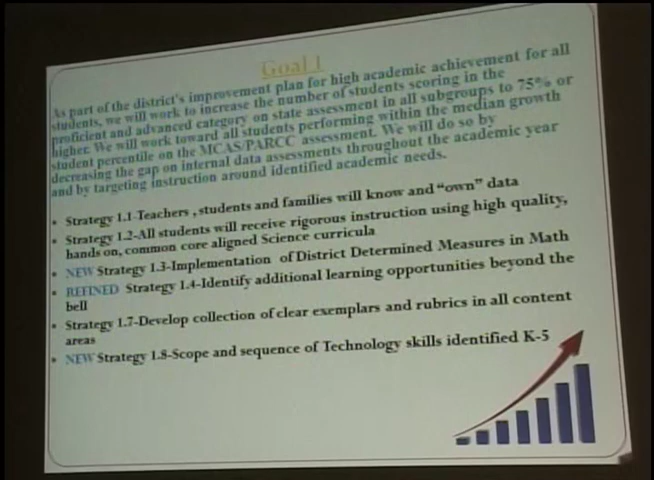 Goal 1
As part of the district's improvement plan for high academic achievement for all
students, we will work to increase the number of students scoring in the
proficient and advanced category on state assessment in all subgroups to 75% or
higher. We will work toward all students performing within the median growth
student percentile on the MCAS/PARCC assessment. We will do so by
decreasing the gap on internal data assessments throughout the academic year
and by targeting instruction around identified academic needs.
• Strategy 1.1-Teachers , students and families will know and "own" data
• Strategy 1.2-All students will receive rigorous instruction using high quality,
hands on, common core aligned Science curricula
• NEW Strategy 1.3-Implementation of District Determined Measures in Math
• REFINED Strategy 1.4-Identify additional learning opportunities beyond the
bell
• Strategy 1.7-Develop collection of clear exemplars and rubrics in all content
areas
• NEW Strategy 1.8-Scope and sequence of Technology skills identified K-5